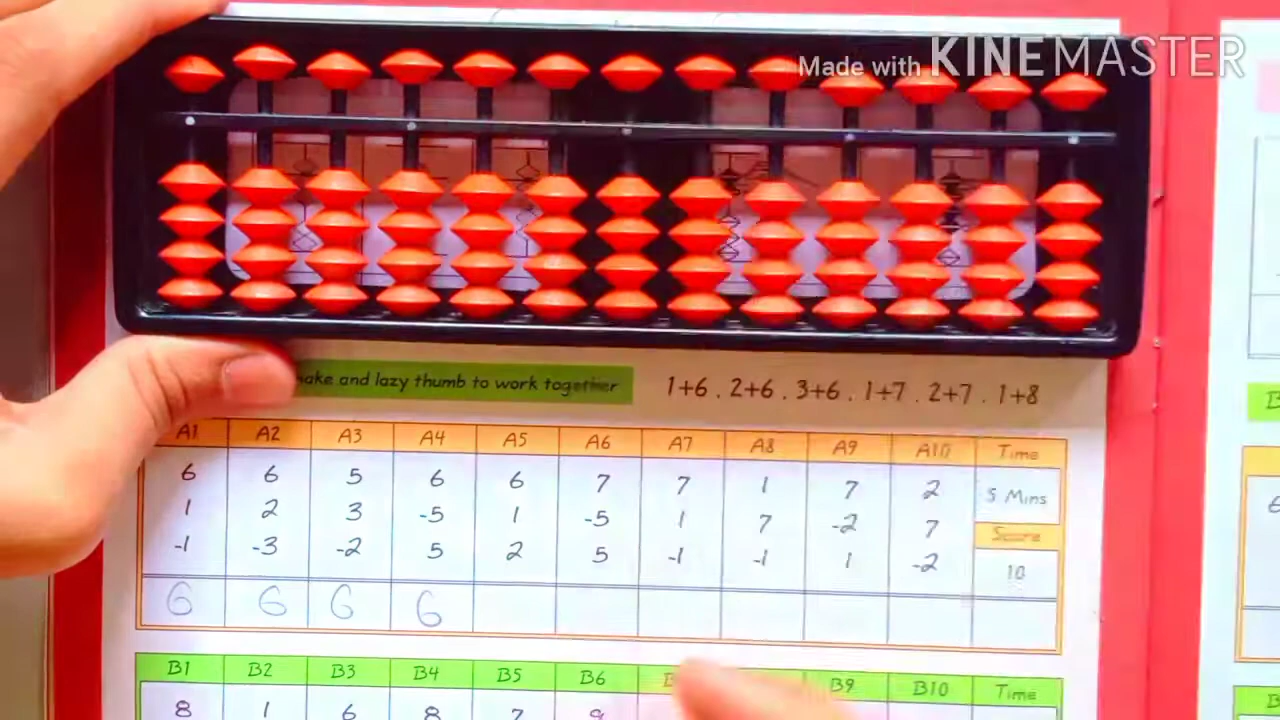 Made with KINEMASTER
and lazy thumb to work together 1+6 . 2+6 . 3+6 . 1+7 . 2+7 . 1+8
A1 A2 A3 A4 A5 A6 A7 A8 A9 A10 Time
6 6 5 6 6 7 7 1 7 2 5 Mins
1 2 3 -5 1 -5 1 7 -2 7 Score
-1 -3 -2 5 2 5 -1 -1 1 -2 10
6 6 6 6
B1 B2 B3 B4 B5 B6 B9 B10 Time
8 1 6 8 7